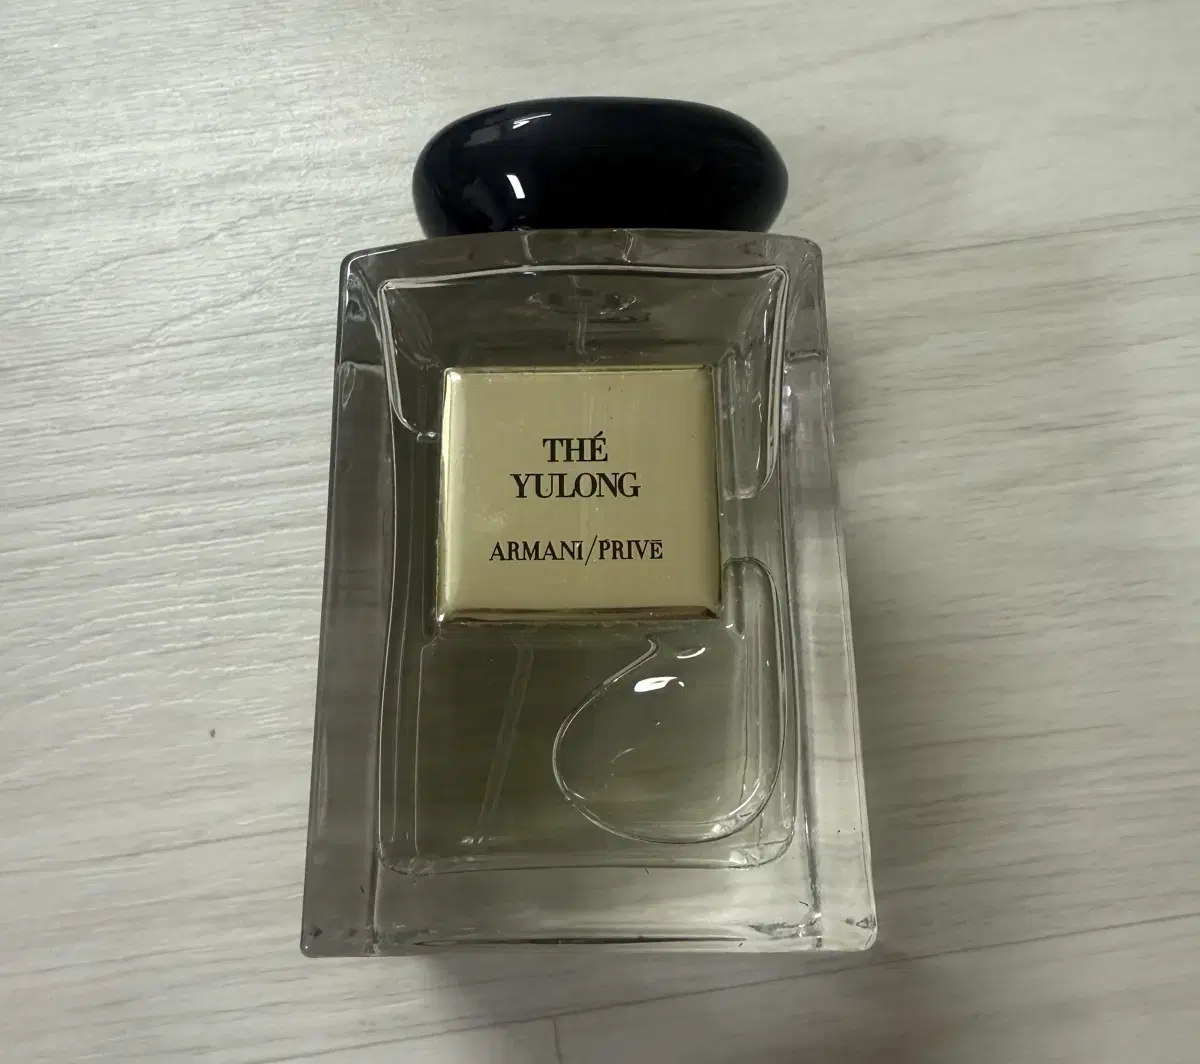 THÉ
YULONG
ARMANI/PRIVĒ